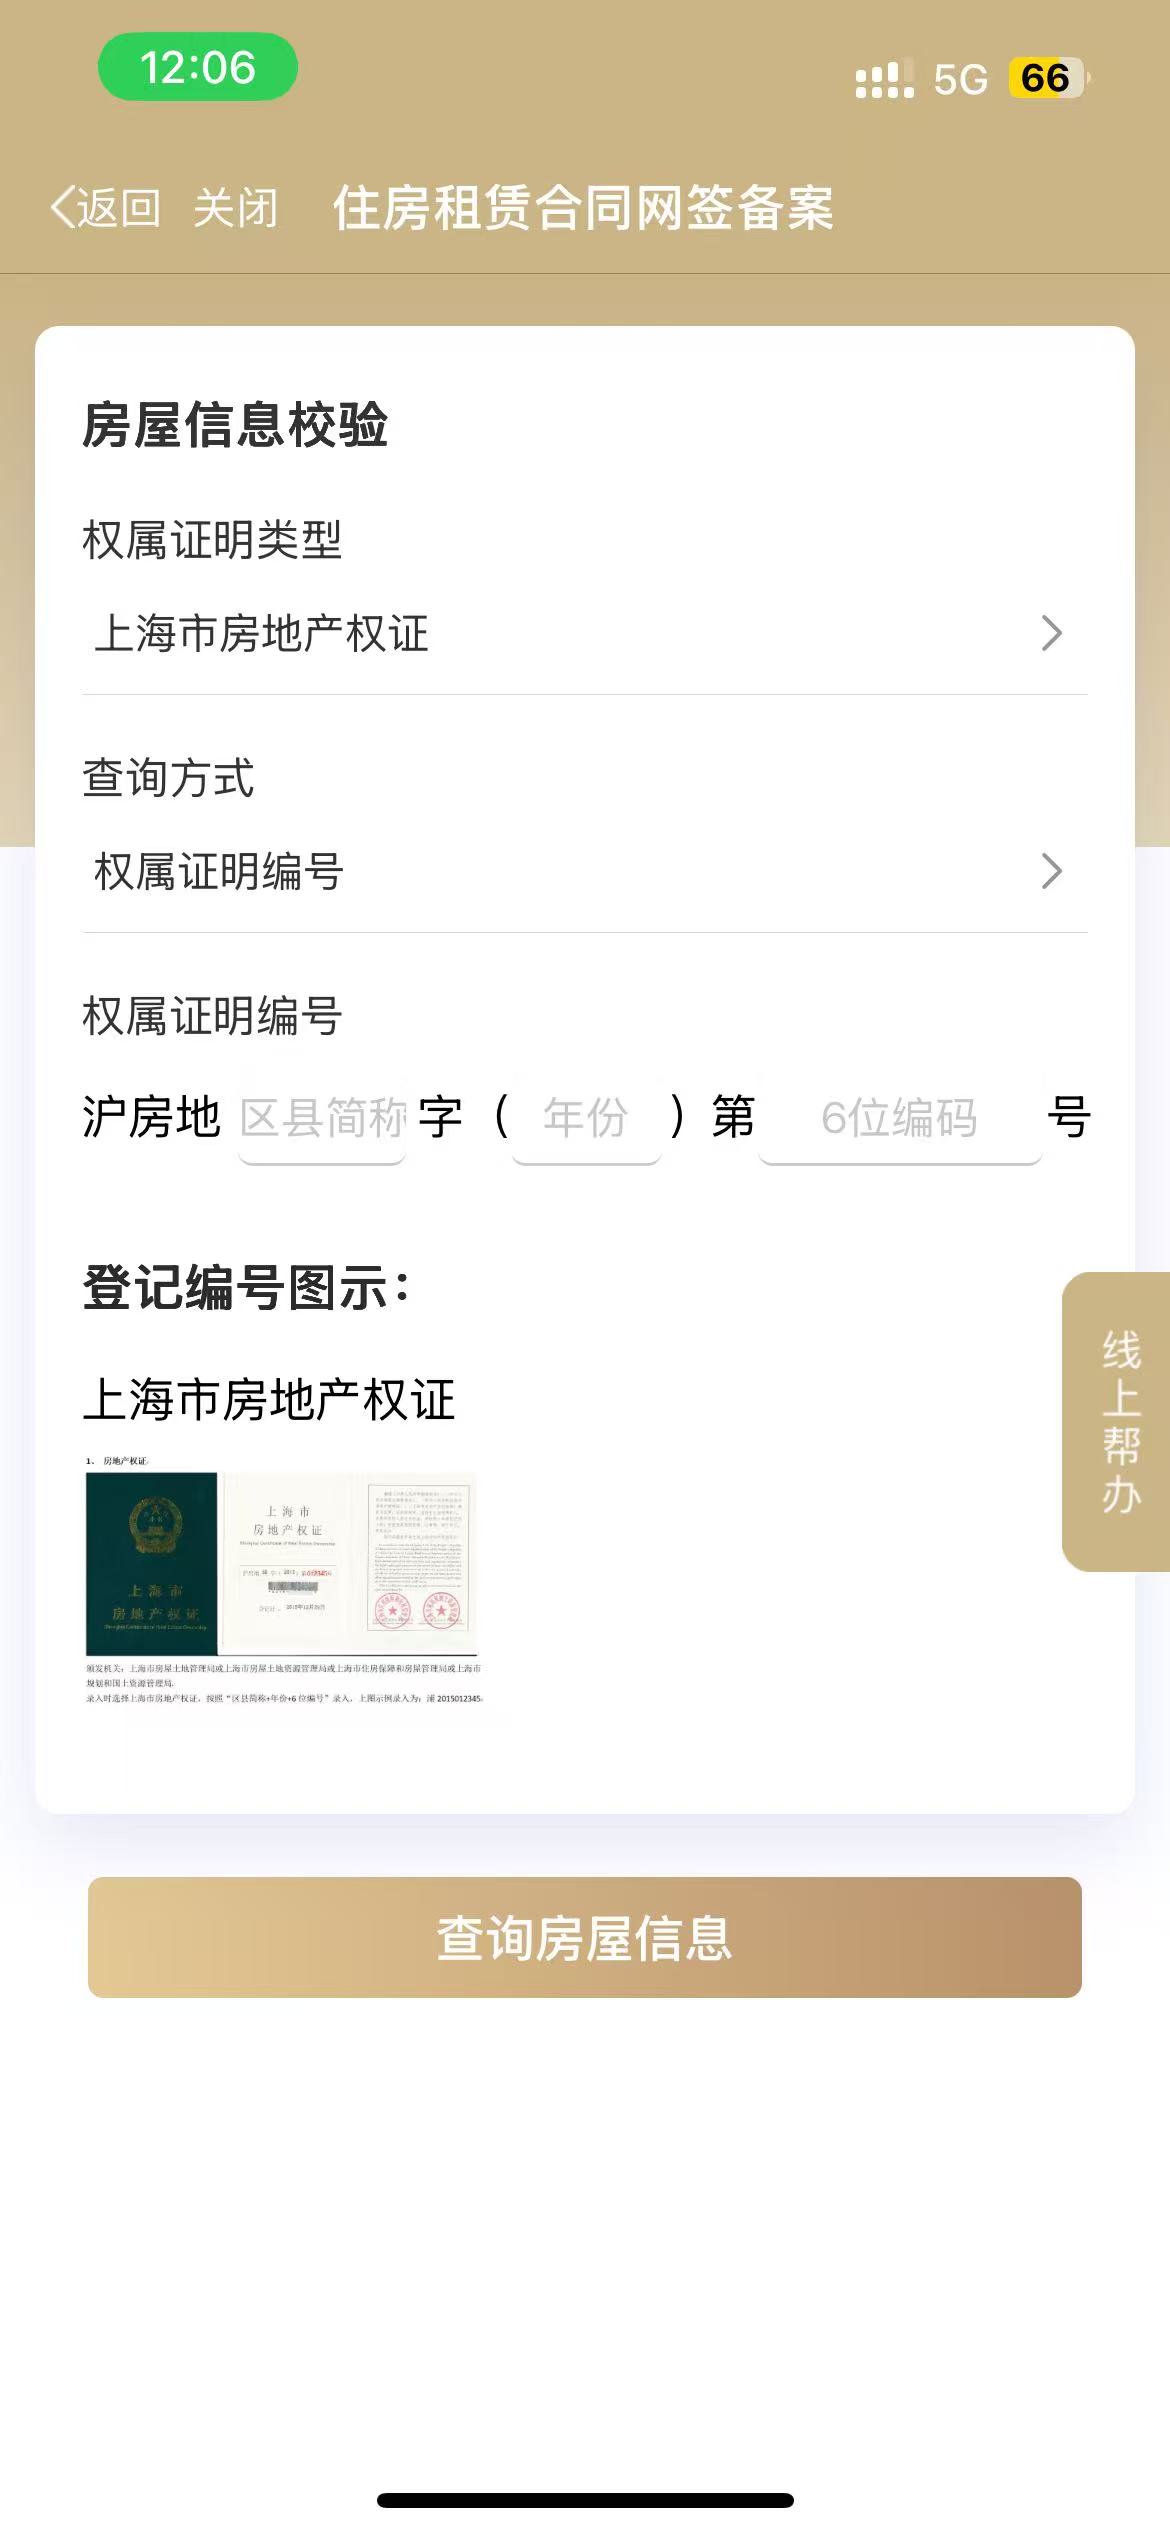 12:06
5G 66
返回 关闭 住房租赁合同网签备案
房屋信息校验
权属证明类型
上海市房地产权证
查询方式
权属证明编号
权属证明编号
沪房地 区县简称 字 ( 年份 ) 第 6位编码 号
登记编号图示:
上海市房地产权证
1、 房地产权证
上海市
房地产权证
上海市
房地产权证
Shanghai Certificate of Real Estate Ownership
颁发机关: 上海市房屋土地管理局或上海市房屋土地资源管理局或上海市住房保障和房屋管理局或上海市
规划和国土资源管理局.
录入时选择上海市房地产权证, 按照“区县简称+年份+6 位编号”录入, 上图示例录入为: 浦 2015012345.
线上帮办
查询房屋信息